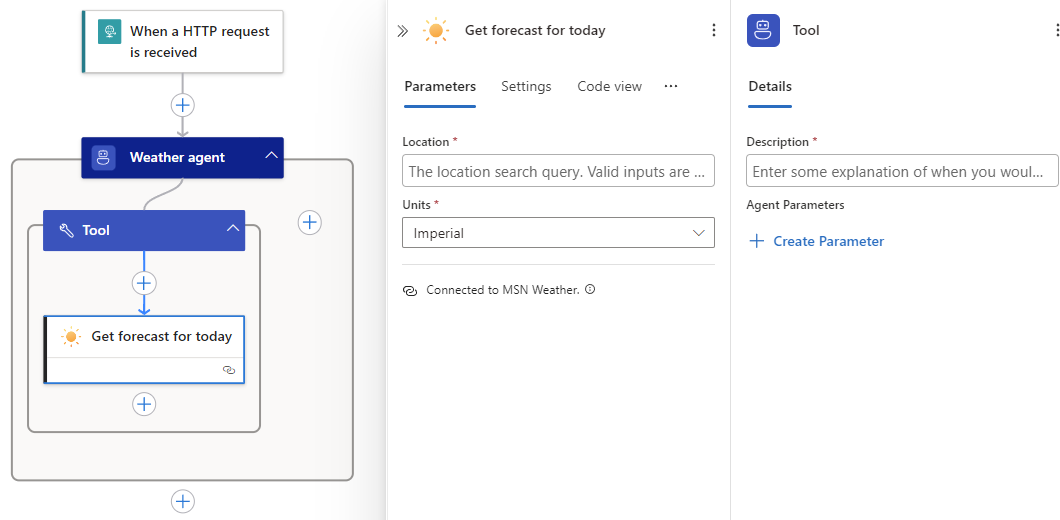 When a HTTP request
is received
Weather agent
Tool
Get forecast for today
Get forecast for today
Parameters
Settings
Code view
...
Location *
The location search query. Valid inputs are ...
Units *
Imperial
Connected to MSN Weather.
Tool
Details
Description *
Enter some explanation of when you woul...
Agent Parameters
Create Parameter